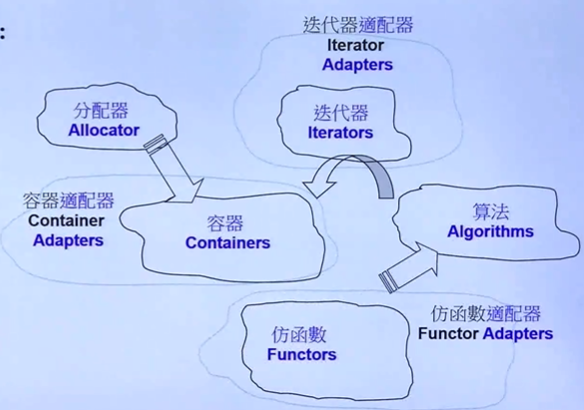 :
迭代器適配器
Iterator
Adapters
分配器
Allocator
迭代器
Iterators
容器適配器
Container
Adapters
容器
Containers
算法
Algorithms
仿函數適配器
Functor Adapters
仿函數
Functors